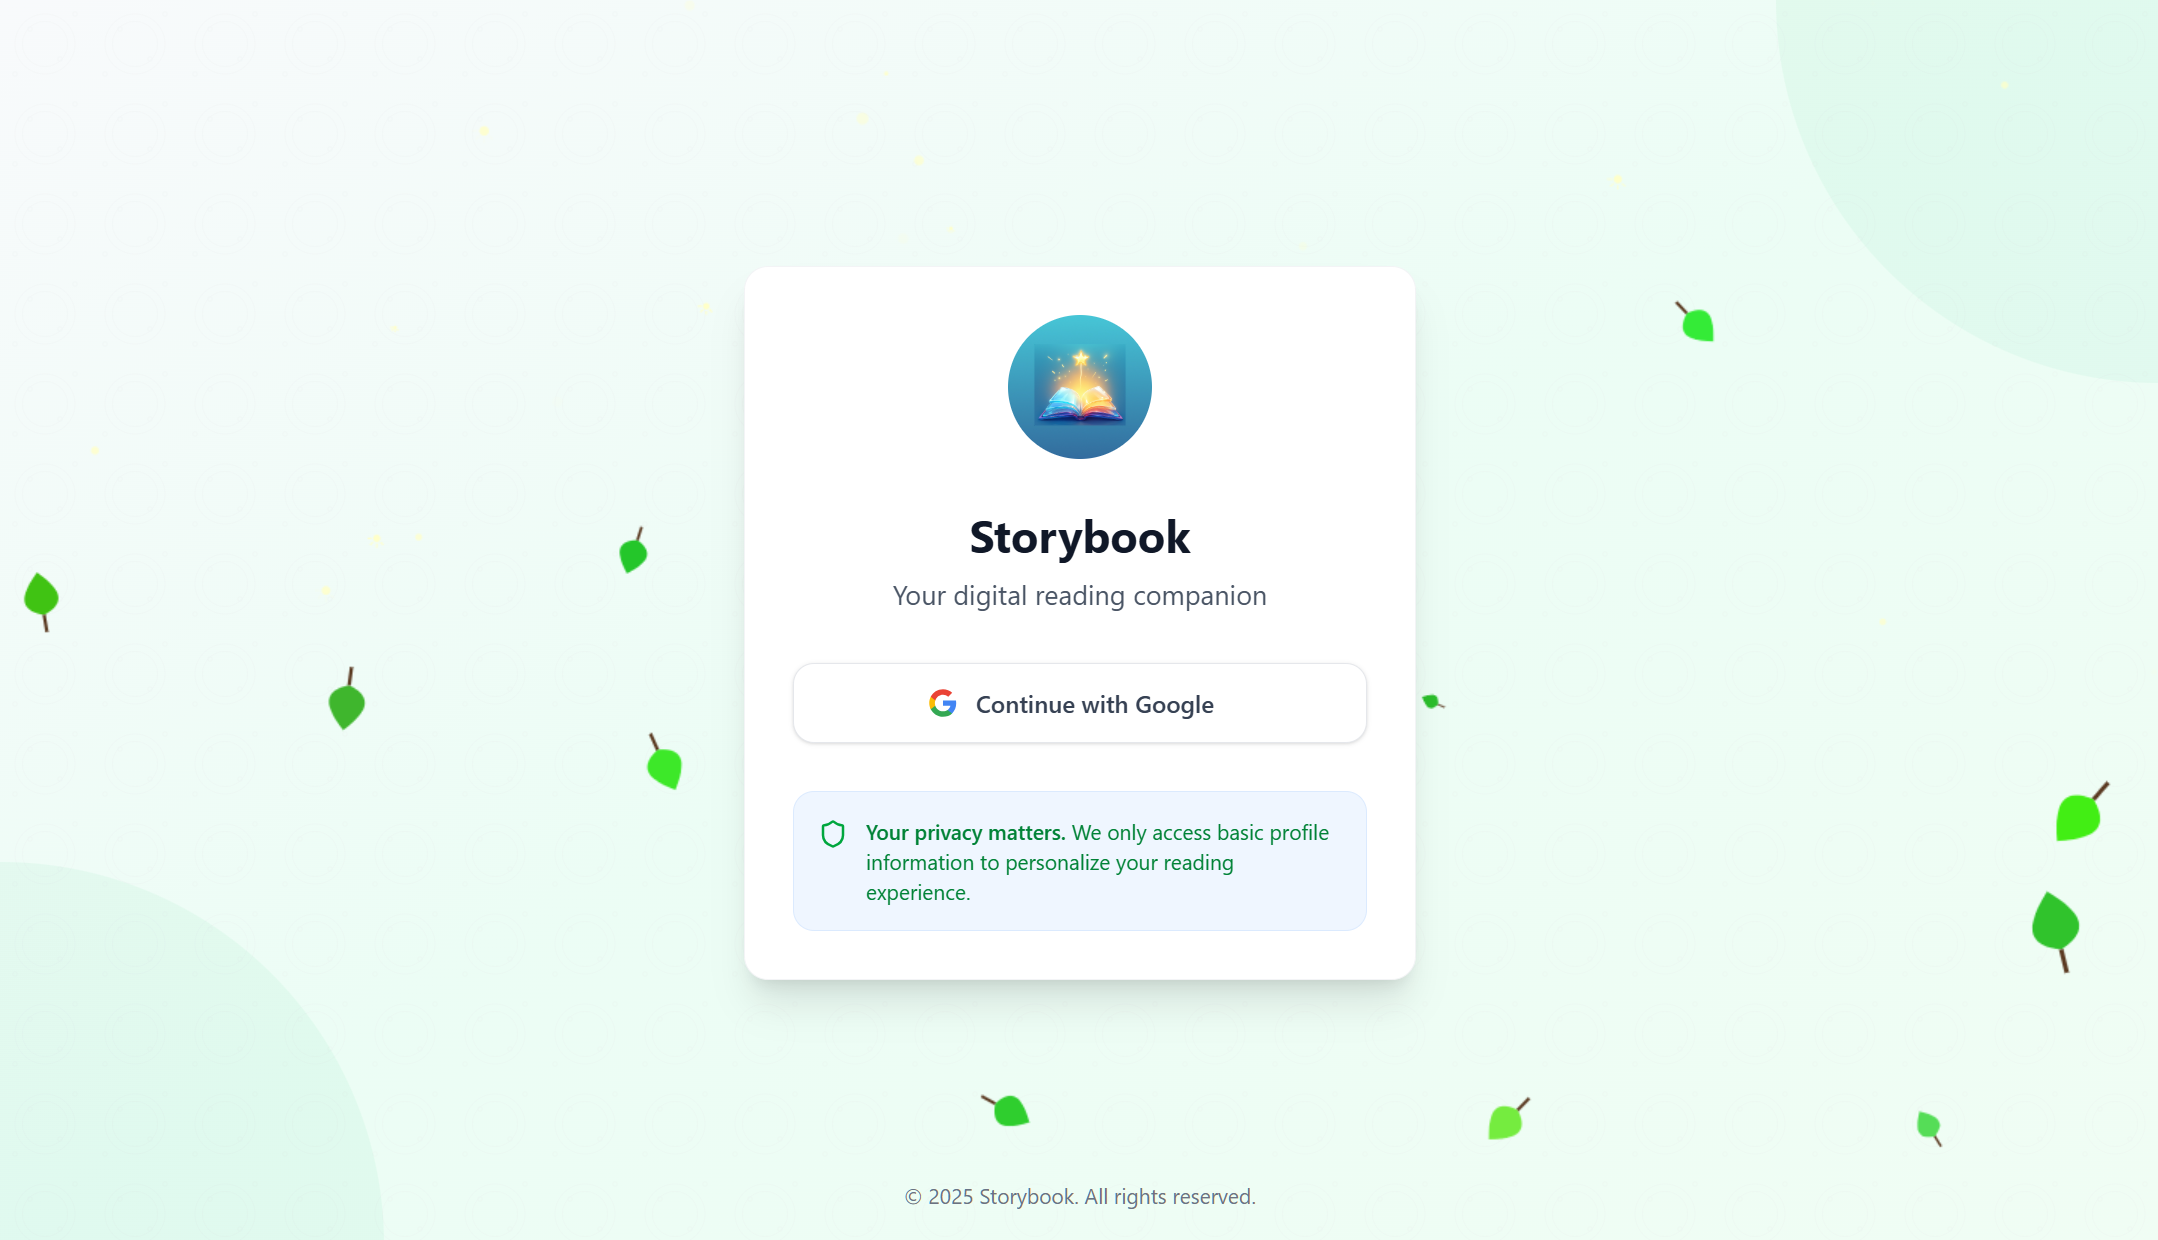 Storybook
Your digital reading companion
Continue with Google
Your privacy matters. We only access basic profile
information to personalize your reading
experience.
© 2025 Storybook. All rights reserved.